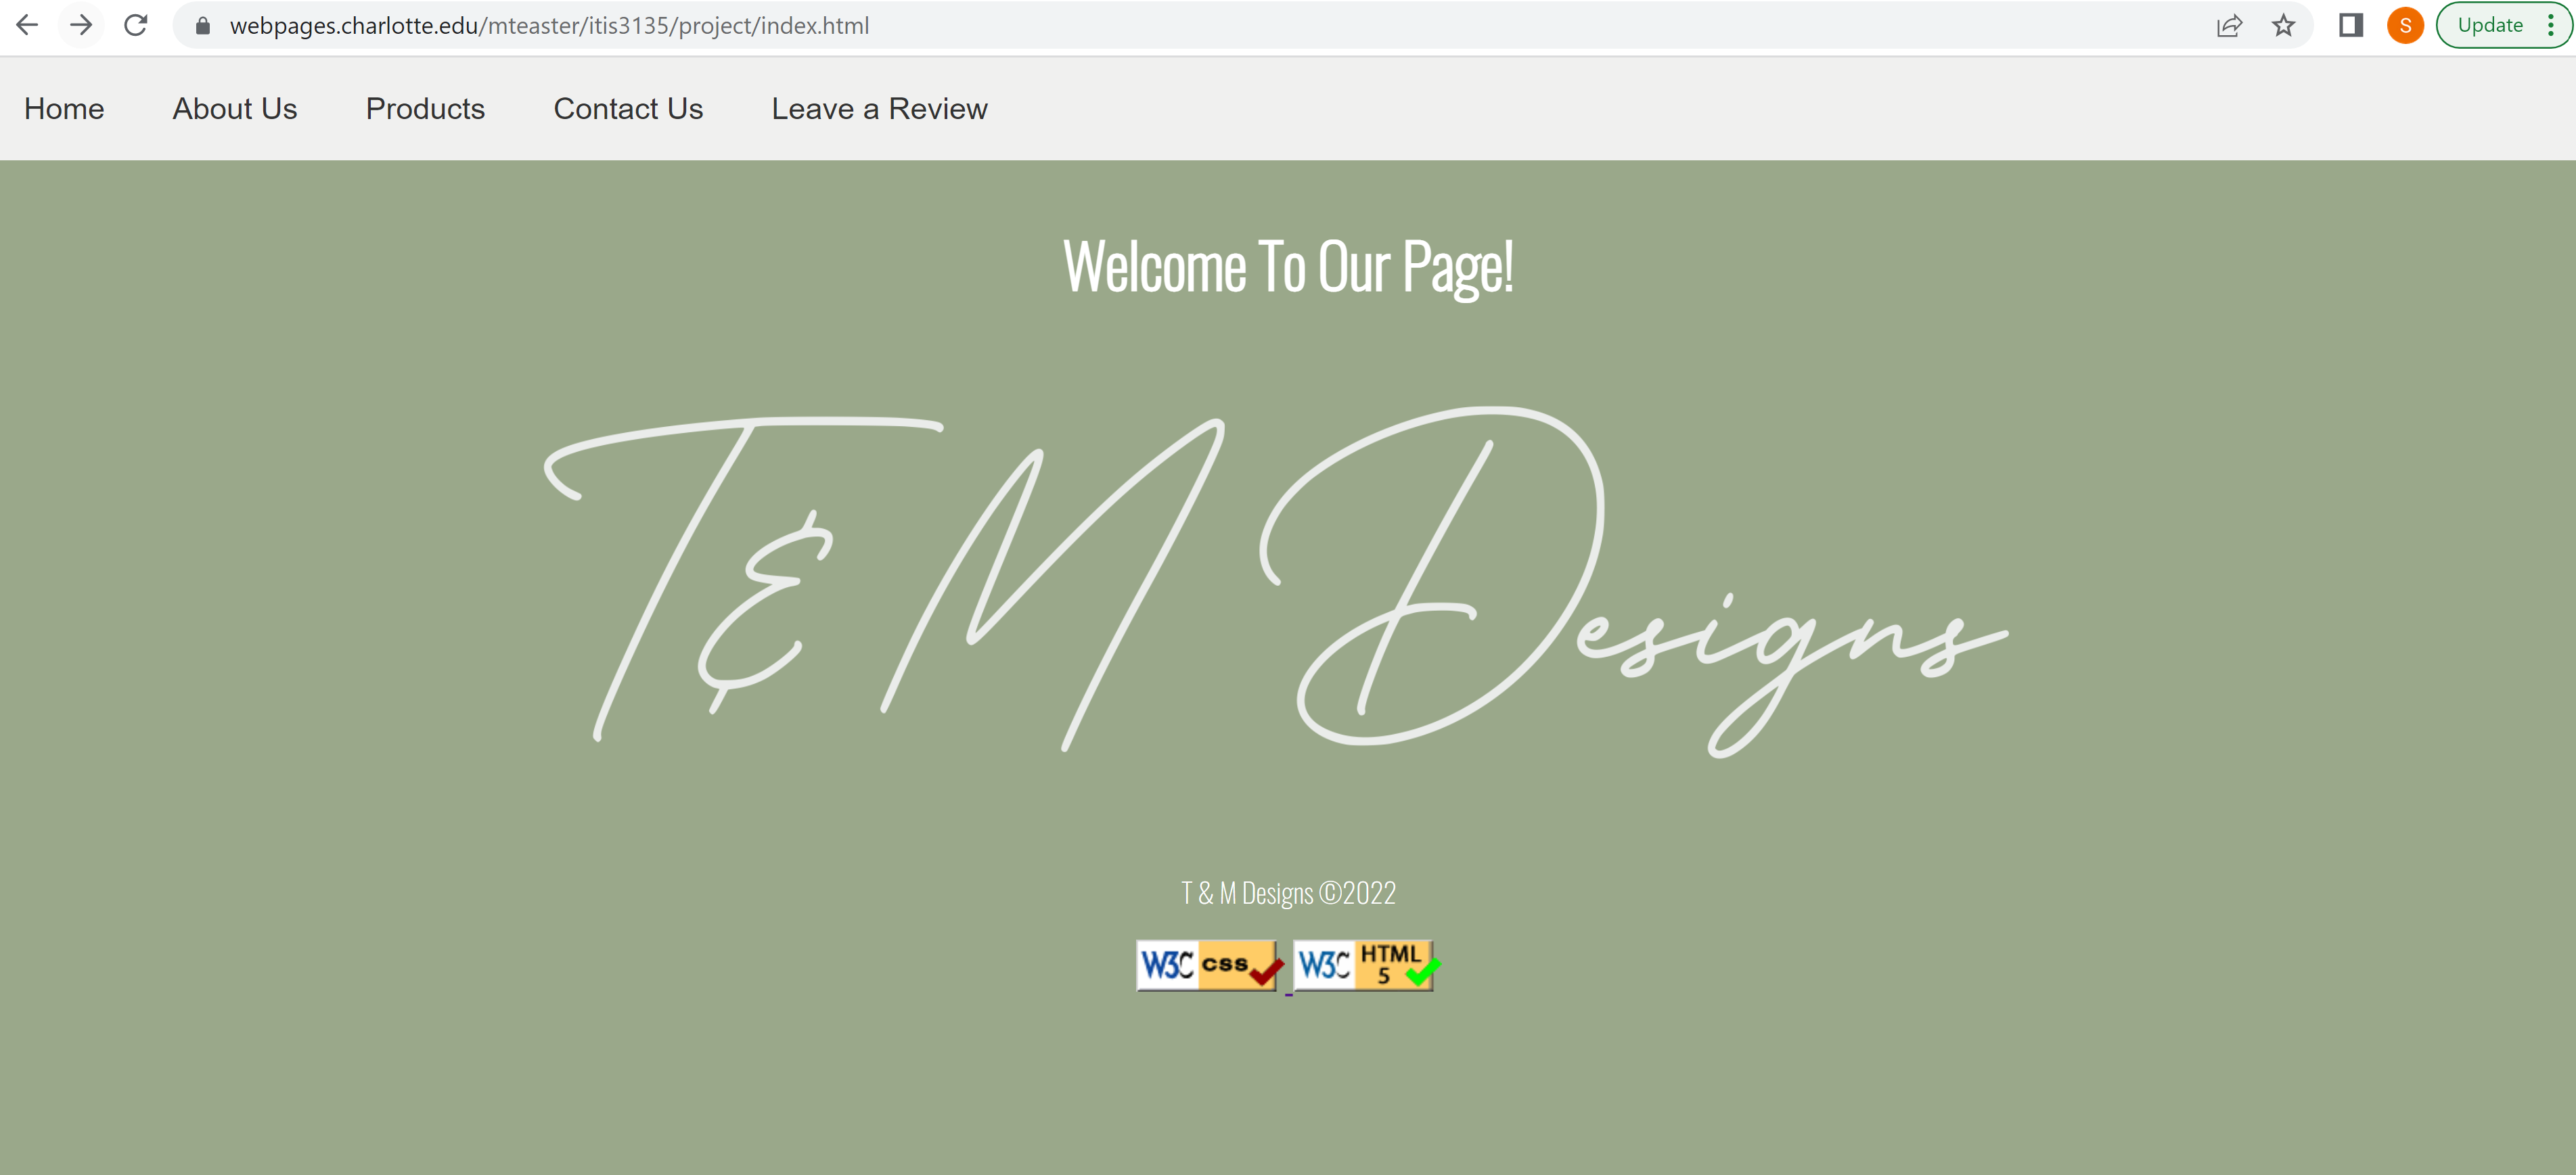 webpages.charlotte.edu/mteaster/itis3135/project/index.html
S
Update
Home About Us Products Contact Us Leave a Review
Welcome To Our Page!
T & M Designs
T & M Designs ©2022
W3C css W3C HTML 5